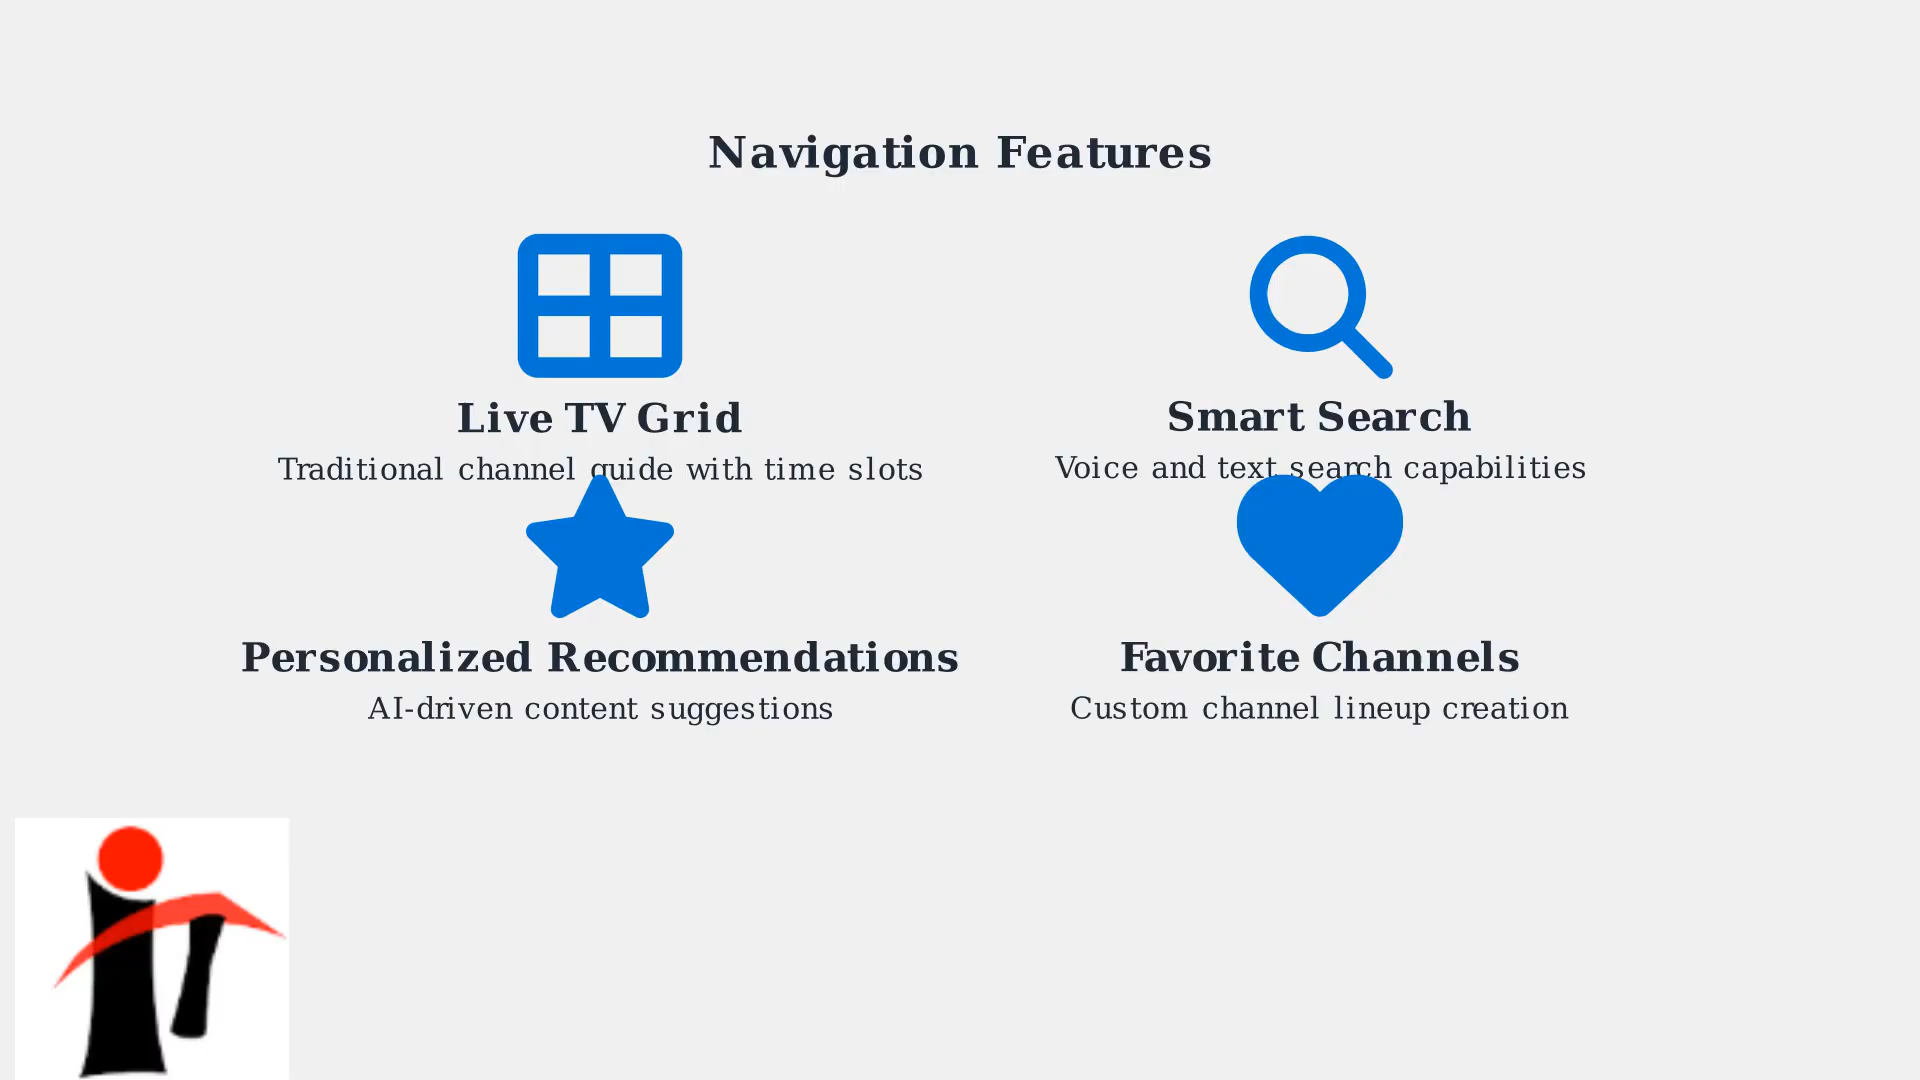 Navigation Features
Live TV Grid
Traditional channel guide with time slots
Smart Search
Voice and text search capabilities
Personalized Recommendations
AI-driven content suggestions
Favorite Channels
Custom channel lineup creation